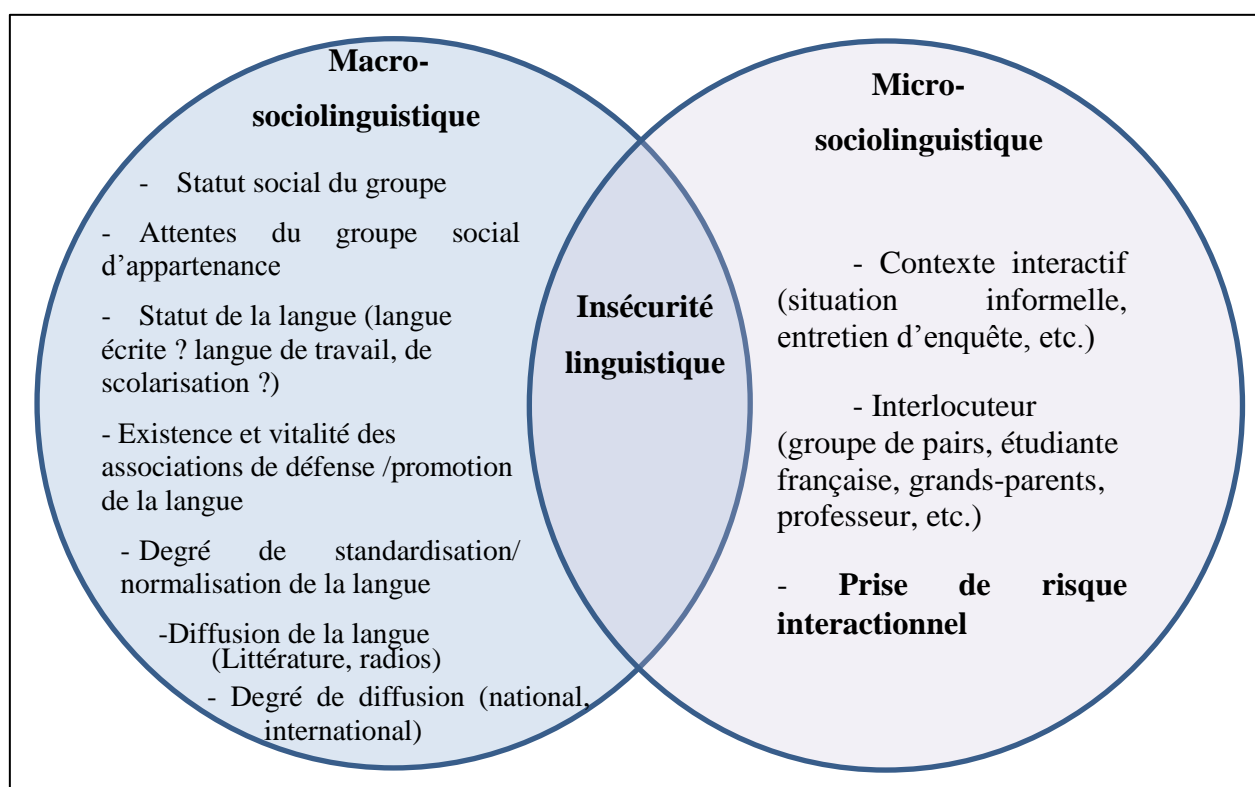 Macro-
sociolinguistique
- Statut social du groupe
- Attentes du groupe social
d’appartenance
- Statut de la langue (langue
écrite ? langue de travail, de
scolarisation ?)
- Existence et vitalité des
associations de défense /promotion
de la langue
- Degré de standardisation/
normalisation de la langue
-Diffusion de la langue
(Littérature, radios)
- Degré de diffusion (national,
international)
Insécurité
linguistique
Micro-
sociolinguistique
- Contexte interactif
(situation informelle,
entretien d’enquête, etc.)
- Interlocuteur
(groupe de pairs, étudiante
française, grands-parents,
professeur, etc.)
- Prise de risque
interactionnel